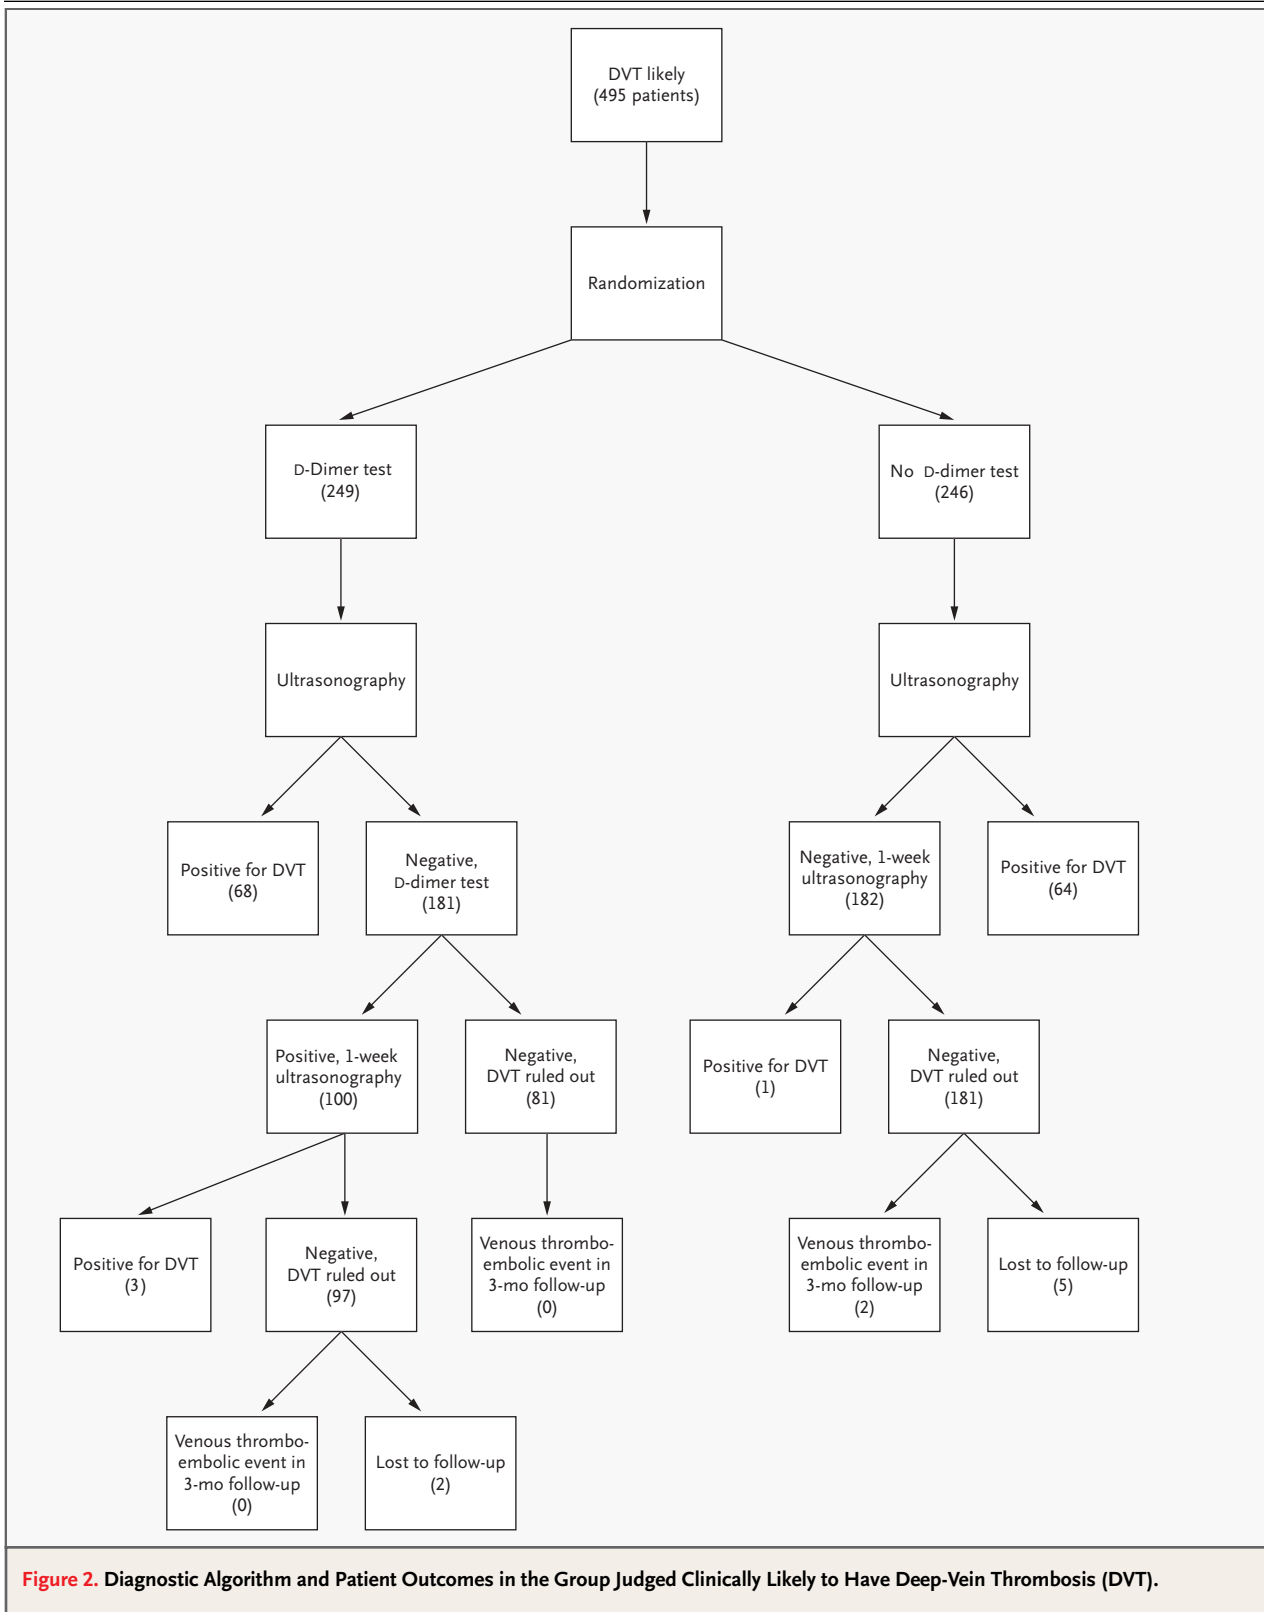 DVT likely
(495 patients)
Randomization
D-Dimer test
(249)
No D-dimer test
(246)
Ultrasonography
Ultrasonography
Positive for DVT
(68)
Negative,
D-dimer test
(181)
Negative, 1-week
ultrasonography
(182)
Positive for DVT
(64)
Positive, 1-week
ultrasonography
(100)
Negative,
DVT ruled out
(81)
Positive for DVT
(1)
Negative,
DVT ruled out
(181)
Positive for DVT
(3)
Negative,
DVT ruled out
(97)
Venous thrombo-
embolic event in
3-mo follow-up
(0)
Venous thrombo-
embolic event in
3-mo follow-up
(2)
Lost to follow-up
(5)
Venous thrombo-
embolic event in
3-mo follow-up
(0)
Lost to follow-up
(2)
Figure 2. Diagnostic Algorithm and Patient Outcomes in the Group Judged Clinically Likely to Have Deep-Vein Thrombosis (DVT).